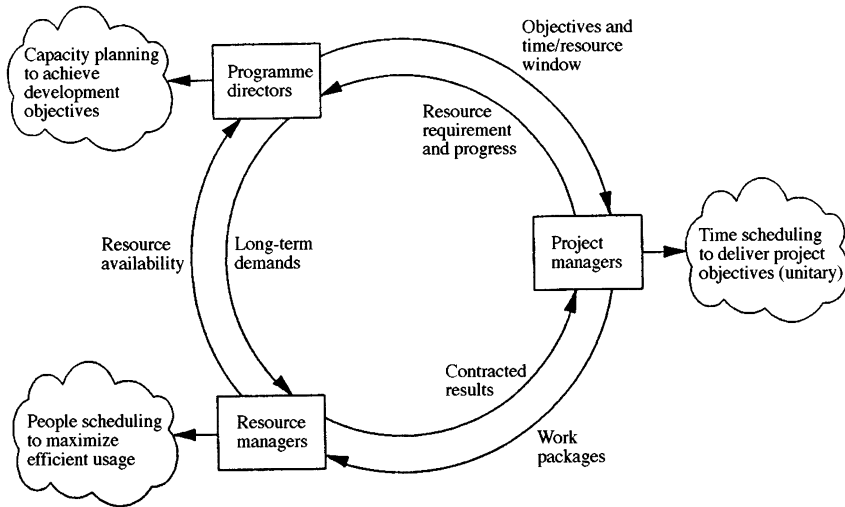 Capacity planning
to achieve
development
objectives
Programme
directors
Objectives and
time/resource
window
Resource
requirement
and progress
Resource
availability
Long-term
demands
Project
managers
Time scheduling
to deliver project
objectives (unitary)
Contracted
results
People scheduling
to maximize
efficient usage
Resource
managers
Work
packages